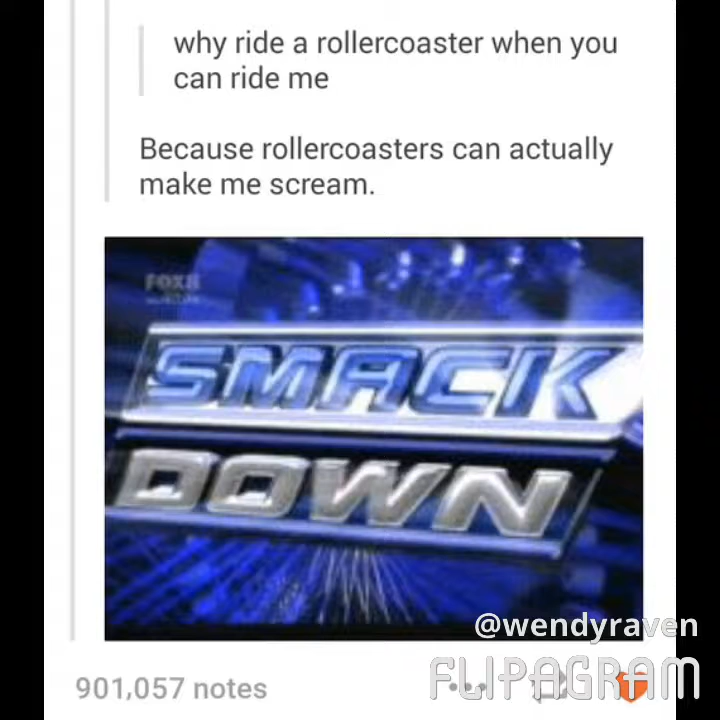 why ride a rollercoaster when you
can ride me
Because rollercoasters can actually
make me scream.
FOX8
SMACK
DOWN
@wendyraven
901,057 notes
FLIPAGRAM